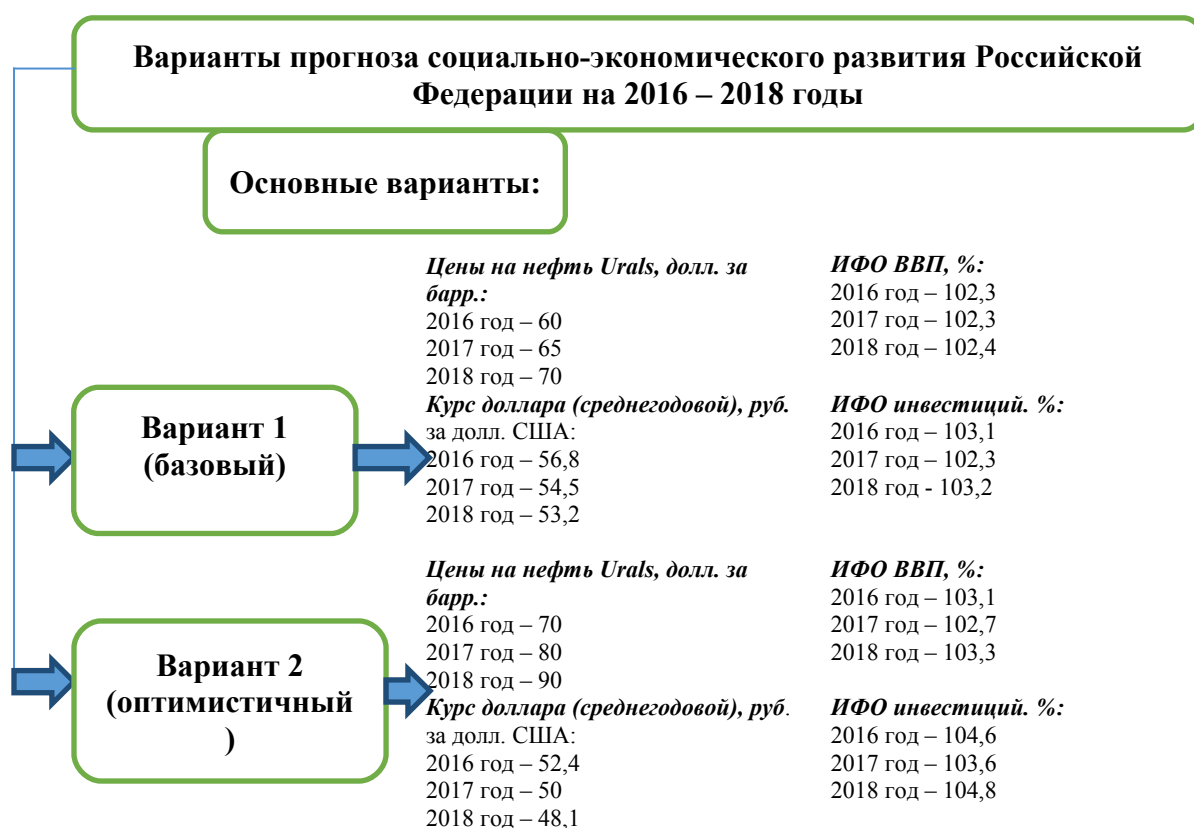 Варианты прогноза социально-экономического развития Российской
Федерации на 2016 – 2018 годы
Основные варианты:
Вариант 1
(базовый)
Цены на нефть Urals, долл. за
барр.:
2016 год – 60
2017 год – 65
2018 год – 70
Курс доллара (среднегодовой), руб.
за долл. США:
2016 год – 56,8
2017 год – 54,5
2018 год – 53,2
ИФО ВВП, %:
2016 год – 102,3
2017 год – 102,3
2018 год – 102,4
ИФО инвестиций. %:
2016 год – 103,1
2017 год – 102,3
2018 год - 103,2
Вариант 2
(оптимистичный
)
Цены на нефть Urals, долл. за
барр.:
2016 год – 70
2017 год – 80
2018 год – 90
Курс доллара (среднегодовой), руб.
за долл. США:
2016 год – 52,4
2017 год – 50
2018 год – 48,1
ИФО ВВП, %:
2016 год – 103,1
2017 год – 102,7
2018 год – 103,3
ИФО инвестиций. %:
2016 год – 104,6
2017 год – 103,6
2018 год – 104,8